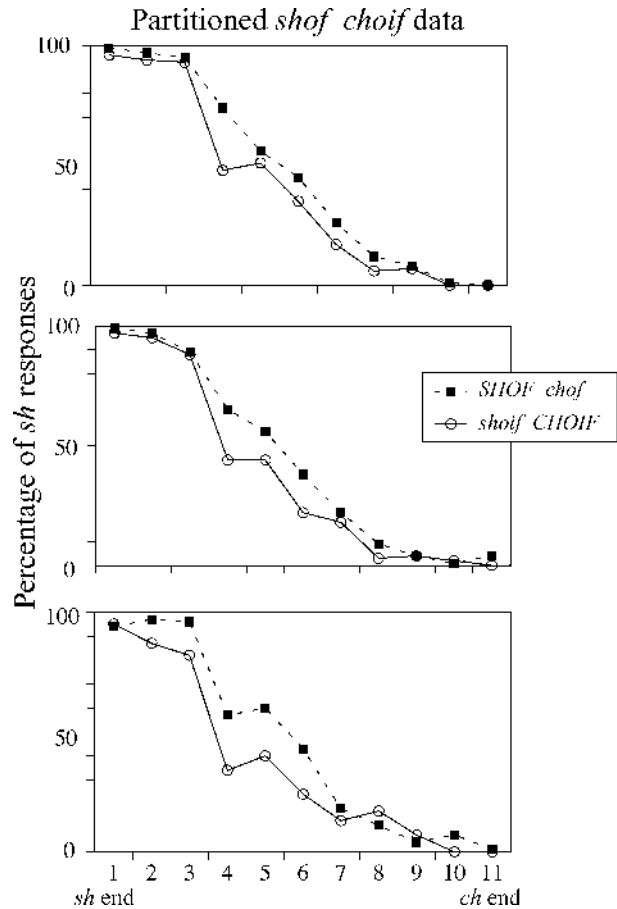 Partitioned shof choif data
100
50
0
100
50
0
100
50
0
Percentage of sh responses
SHOF chof
shoif CHOIF
1 2 3 4 5 6 7 8 9 10 11
sh end ch end